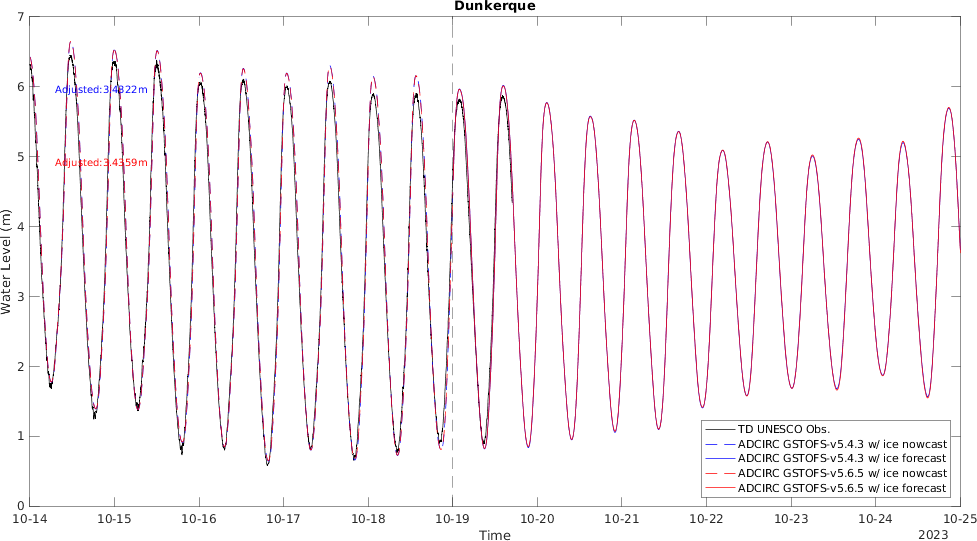 Dunkerque
7
6
5
4
3
2
1
0
Water Level (m)
Adjusted:3.4322m
Adjusted:3.4359m
TD UNESCO Obs.
ADCIRC GSTOFS-v5.4.3 w/ ice nowcast
ADCIRC GSTOFS-v5.4.3 w/ ice forecast
ADCIRC GSTOFS-v5.6.5 w/ ice nowcast
ADCIRC GSTOFS-v5.6.5 w/ ice forecast
10-14 10-15 10-16 10-17 10-18 10-19 10-20 10-21 10-22 10-23 10-24 10-25
Time
2023